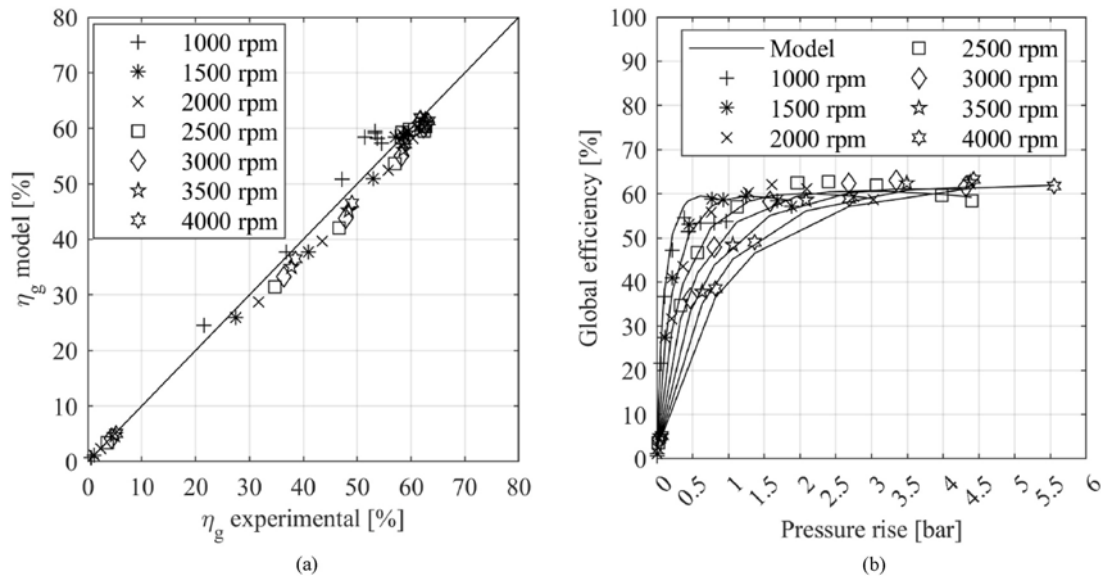 80
70
60
50
40
30
20
10
0
η_g model [%]
1000 rpm
1500 rpm
2000 rpm
2500 rpm
3000 rpm
3500 rpm
4000 rpm
0 10 20 30 40 50 60 70 80
η_g experimental [%]
(a)
100
90
80
70
60
50
40
30
20
10
0
Global efficiency [%]
Model
1000 rpm
1500 rpm
2000 rpm
2500 rpm
3000 rpm
3500 rpm
4000 rpm
0 0.5 1 1.5 2 2.5 3 3.5 4 4.5 5 5.5 6
Pressure rise [bar]
(b)